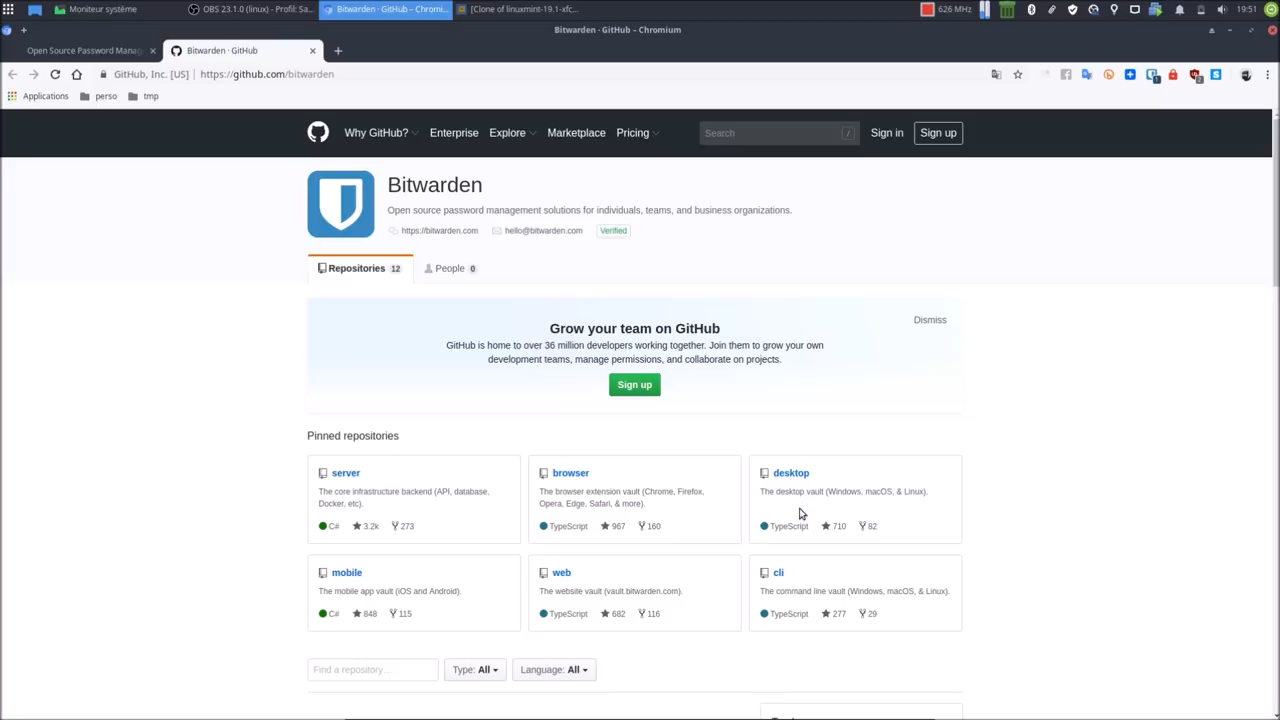 Moniteur système
OBS 23.1.0 (linux) - Profil: Sa...
Bitwarden · GitHub – Chromi...
[Clone of linuxmint-19.1-xfc...
626 MHz
19:51
Bitwarden · GitHub – Chromium
Open Source Password Mana
Bitwarden · GitHub
GitHub, Inc. [US]
https://github.com/bitwarden
Applications
perso
tmp
Why GitHub?
Enterprise
Explore
Marketplace
Pricing
Search
/
Sign in
Sign up
Bitwarden
Open source password management solutions for individuals, teams, and business organizations.
https://bitwarden.com
hello@bitwarden.com
Verified
Repositories 12
People 0
Dismiss
Grow your team on GitHub
GitHub is home to over 36 million developers working together. Join them to grow your own
development teams, manage permissions, and collaborate on projects.
Sign up
Pinned repositories
server
The core infrastructure backend (API, database,
Docker, etc).
C# 3.2k 273
browser
The browser extension vault (Chrome, Firefox,
Opera, Edge, Safari, & more).
TypeScript 967 160
desktop
The desktop vault (Windows, macOS, & Linux).
TypeScript 710 82
mobile
The mobile app vault (iOS and Android).
C# 848 115
web
The website vault (vault.bitwarden.com).
TypeScript 682 116
cli
The command line vault (Windows, macOS, & Linux).
TypeScript 277 29
Find a repository…
Type: All
Language: All